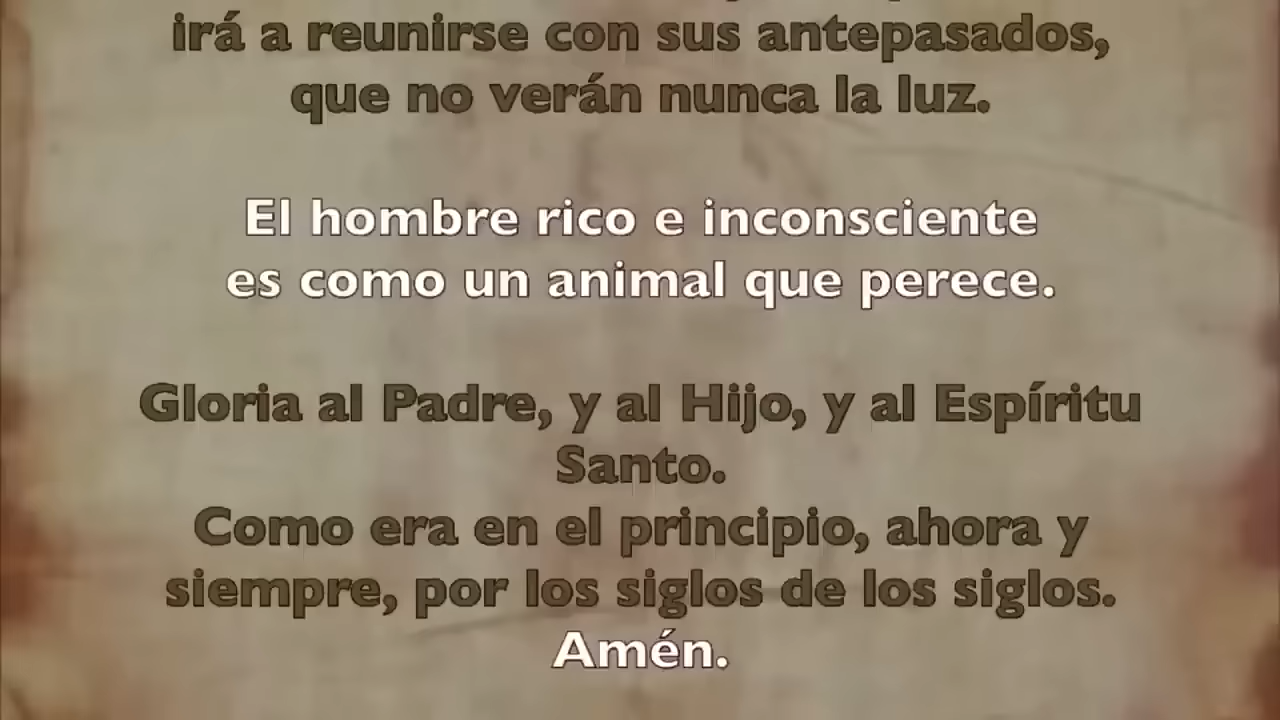 irá a reunirse con sus antepasados,
que no verán nunca la luz.
El hombre rico e inconsciente
es como un animal que perece.
Gloria al Padre, y al Hijo, y al Espíritu
Santo.
Como era en el principio, ahora y
siempre, por los siglos de los siglos.
Amén.